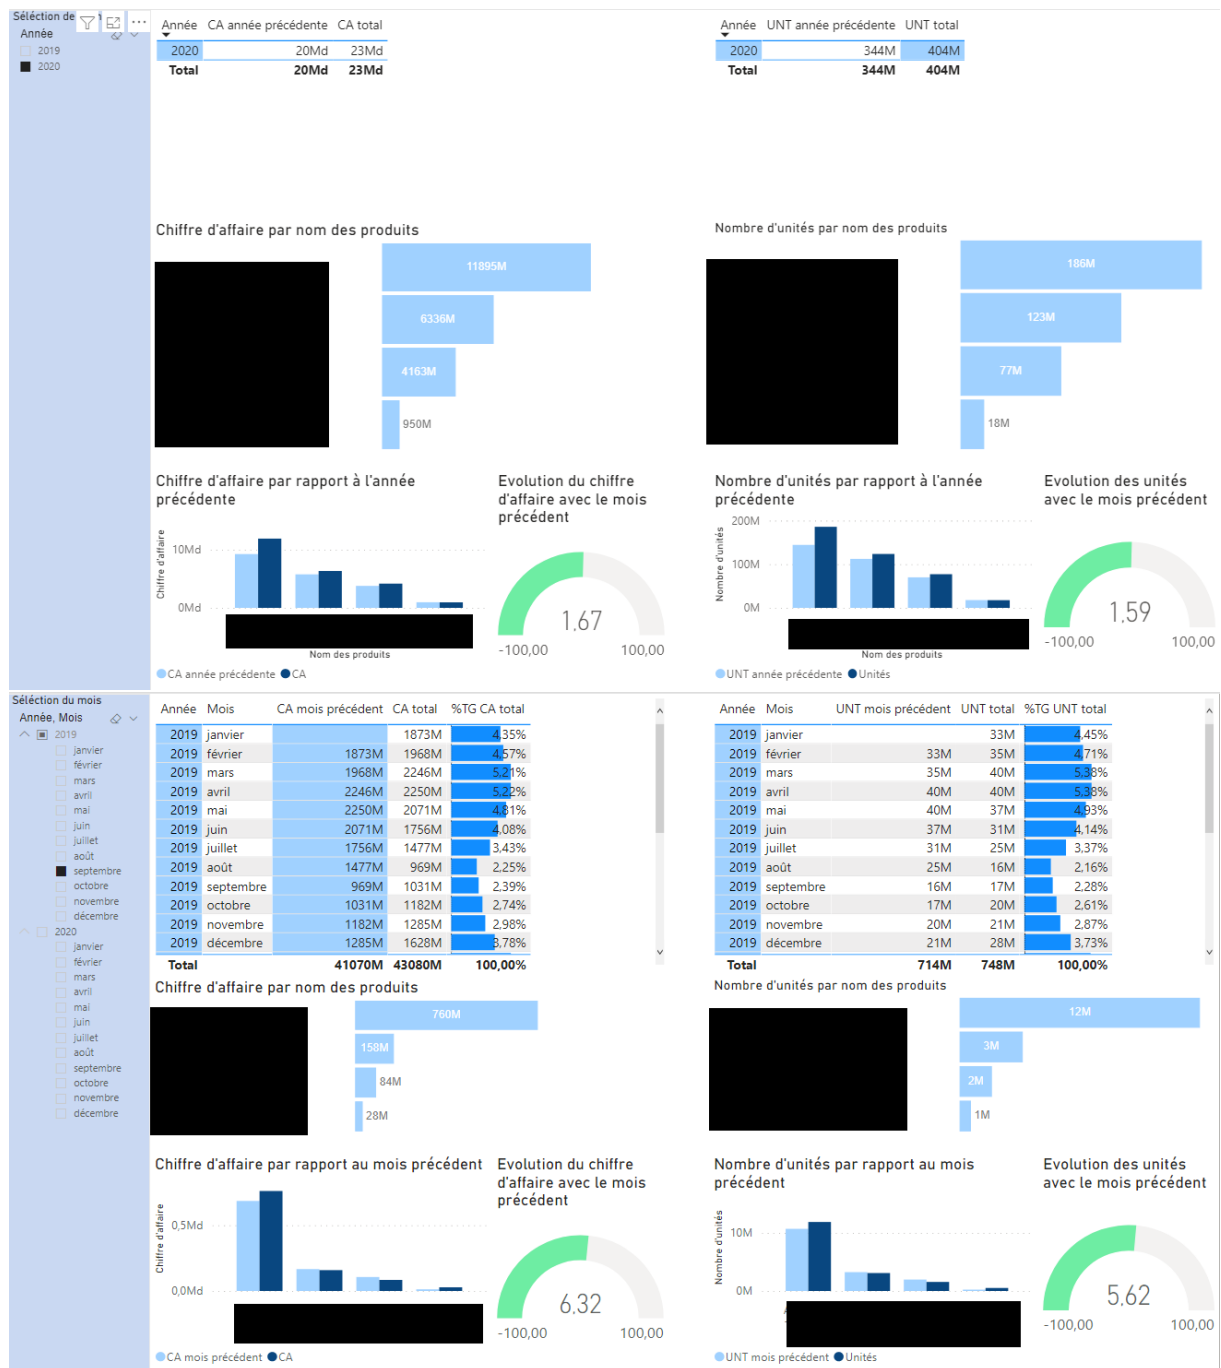 Séléction de
Année
2019
2020
Année CA année précédente CA total
2020 20Md 23Md
Total 20Md 23Md
Année UNT année précédente UNT total
2020 344M 404M
Total 344M 404M
Chiffre d'affaire par nom des produits
11895M
6336M
4163M
950M
Nombre d'unités par nom des produits
186M
123M
77M
18M
Chiffre d'affaire par rapport à l'année
précédente
Chiffre d'affaire
10Md
0Md
Nom des produits
CA année précédente CA
Evolution du chiffre
d'affaire avec le mois
précédent
1,67
-100,00 100,00
Nombre d'unités par rapport à l'année
précédente
Nombre d'unités
200M
100M
0M
Nom des produits
UNT année précédente Unités
Evolution des unités
avec le mois précédent
1,59
-100,00 100,00
Séléction du mois
Année, Mois
2019
janvier
février
mars
avril
mai
juin
juillet
août
septembre
octobre
novembre
décembre
2020
janvier
février
mars
avril
mai
juin
juillet
août
septembre
octobre
novembre
décembre
Année Mois CA mois précédent CA total %TG CA total
2019 janvier 1873M 4,35%
2019 février 1873M 1968M 4,57%
2019 mars 1968M 2246M 5,21%
2019 avril 2246M 2250M 5,22%
2019 mai 2250M 2071M 4,81%
2019 juin 2071M 1756M 4,08%
2019 juillet 1756M 1477M 3,43%
2019 août 1477M 969M 2,25%
2019 septembre 969M 1031M 2,39%
2019 octobre 1031M 1182M 2,74%
2019 novembre 1182M 1285M 2,98%
2019 décembre 1285M 1628M 3,78%
Total 41070M 43080M 100,00%
Année Mois UNT mois précédent UNT total %TG UNT total
2019 janvier 33M 4,45%
2019 février 33M 35M 4,71%
2019 mars 35M 40M 5,38%
2019 avril 40M 40M 5,38%
2019 mai 40M 37M 4,93%
2019 juin 37M 31M 4,14%
2019 juillet 31M 25M 3,37%
2019 août 25M 16M 2,16%
2019 septembre 16M 17M 2,28%
2019 octobre 17M 20M 2,61%
2019 novembre 20M 21M 2,87%
2019 décembre 21M 28M 3,73%
Total 714M 748M 100,00%
Chiffre d'affaire par nom des produits
760M
158M
84M
28M
Nombre d'unités par nom des produits
12M
3M
2M
1M
Chiffre d'affaire par rapport au mois précédent
Chiffre d'affaire
0,5Md
0,0Md
CA mois précédent CA
Evolution du chiffre
d'affaire avec le mois
précédent
6,32
-100,00 100,00
Nombre d'unités par rapport au mois
précédent
Nombre d'unités
10M
0M
UNT mois précédent Unités
Evolution des unités
avec le mois précédent
5,62
-100,00 100,00